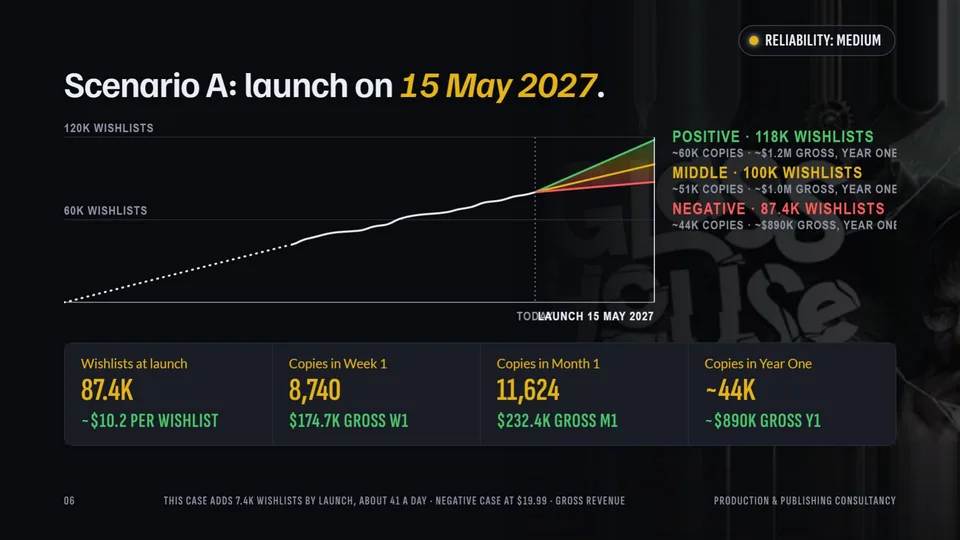 RELIABILITY: MEDIUM
Scenario A: launch on 15 May 2027.
120K WISHLISTS
60K WISHLISTS
POSITIVE · 118K WISHLISTS
~60K COPIES · ~$1.2M GROSS, YEAR ONE
MIDDLE · 100K WISHLISTS
~51K COPIES · ~$1.0M GROSS, YEAR ONE
NEGATIVE · 87.4K WISHLISTS
~44K COPIES · ~$890K GROSS, YEAR ONE
TODAY
LAUNCH 15 MAY 2027
Wishlists at launch
87.4K
~$10.2 PER WISHLIST
Copies in Week 1
8,740
$174.7K GROSS W1
Copies in Month 1
11,624
$232.4K GROSS M1
Copies in Year One
~44K
~$890K GROSS Y1
06
THIS CASE ADDS 7.4K WISHLISTS BY LAUNCH, ABOUT 41 A DAY · NEGATIVE CASE AT $19.99 · GROSS REVENUE
PRODUCTION & PUBLISHING CONSULTANCY